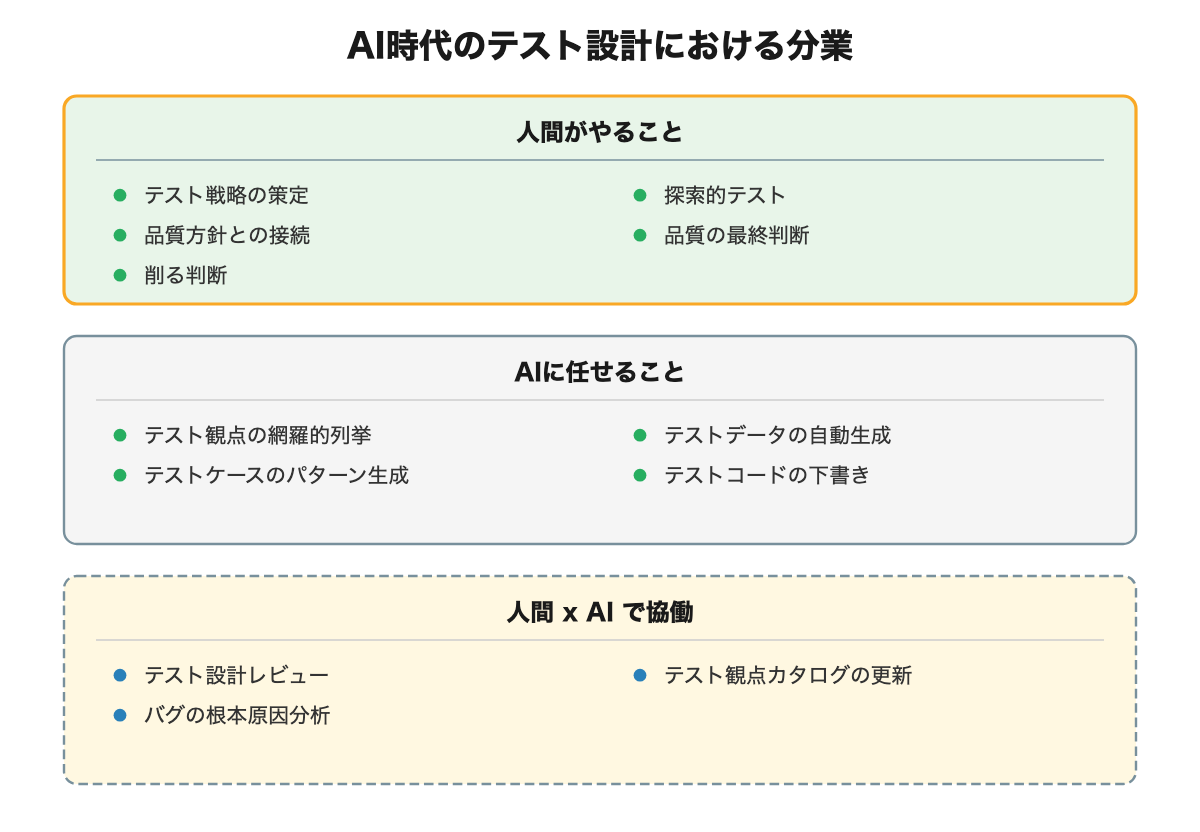 AI時代のテスト設計における分業
人間がやること
テスト戦略の策定
品質方針との接続
削る判断
探索的テスト
品質の最終判断
AIに任せること
テスト観点の網羅的列挙
テストケースのパターン生成
テストデータの自動生成
テストコードの下書き
人間 x AI で協働
テスト設計レビュー
バグの根本原因分析
テスト観点カタログの更新